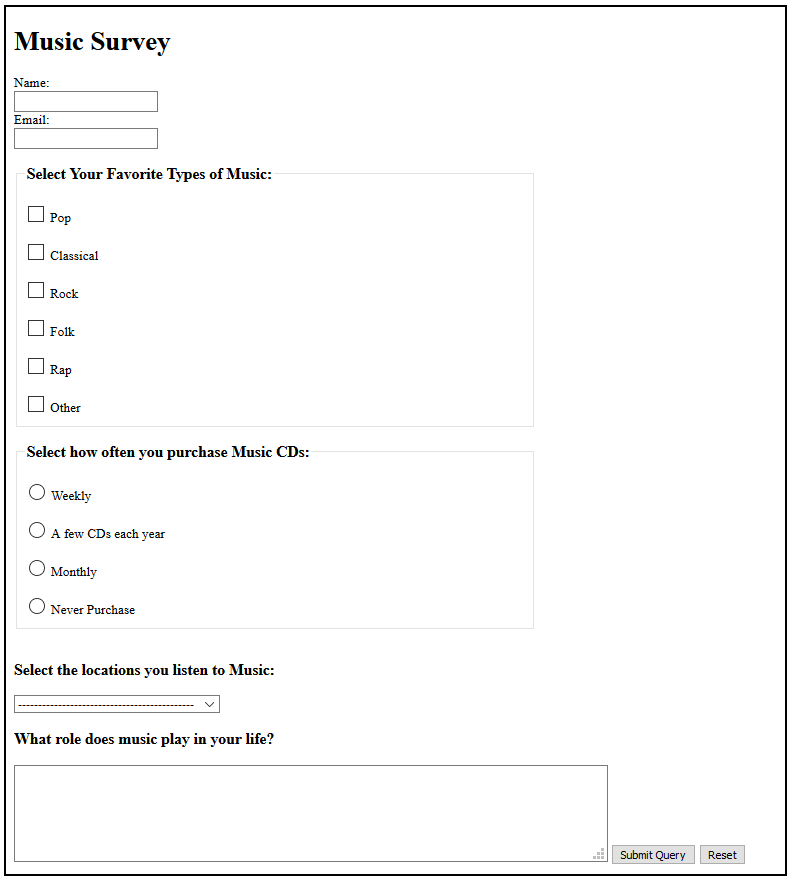 Music Survey
Name:
Email:
Select Your Favorite Types of Music:
Pop
Classical
Rock
Folk
Rap
Other
Select how often you purchase Music CDs:
Weekly
A few CDs each year
Monthly
Never Purchase
Select the locations you listen to Music:
--------------------------------------------
What role does music play in your life?
Submit Query Reset